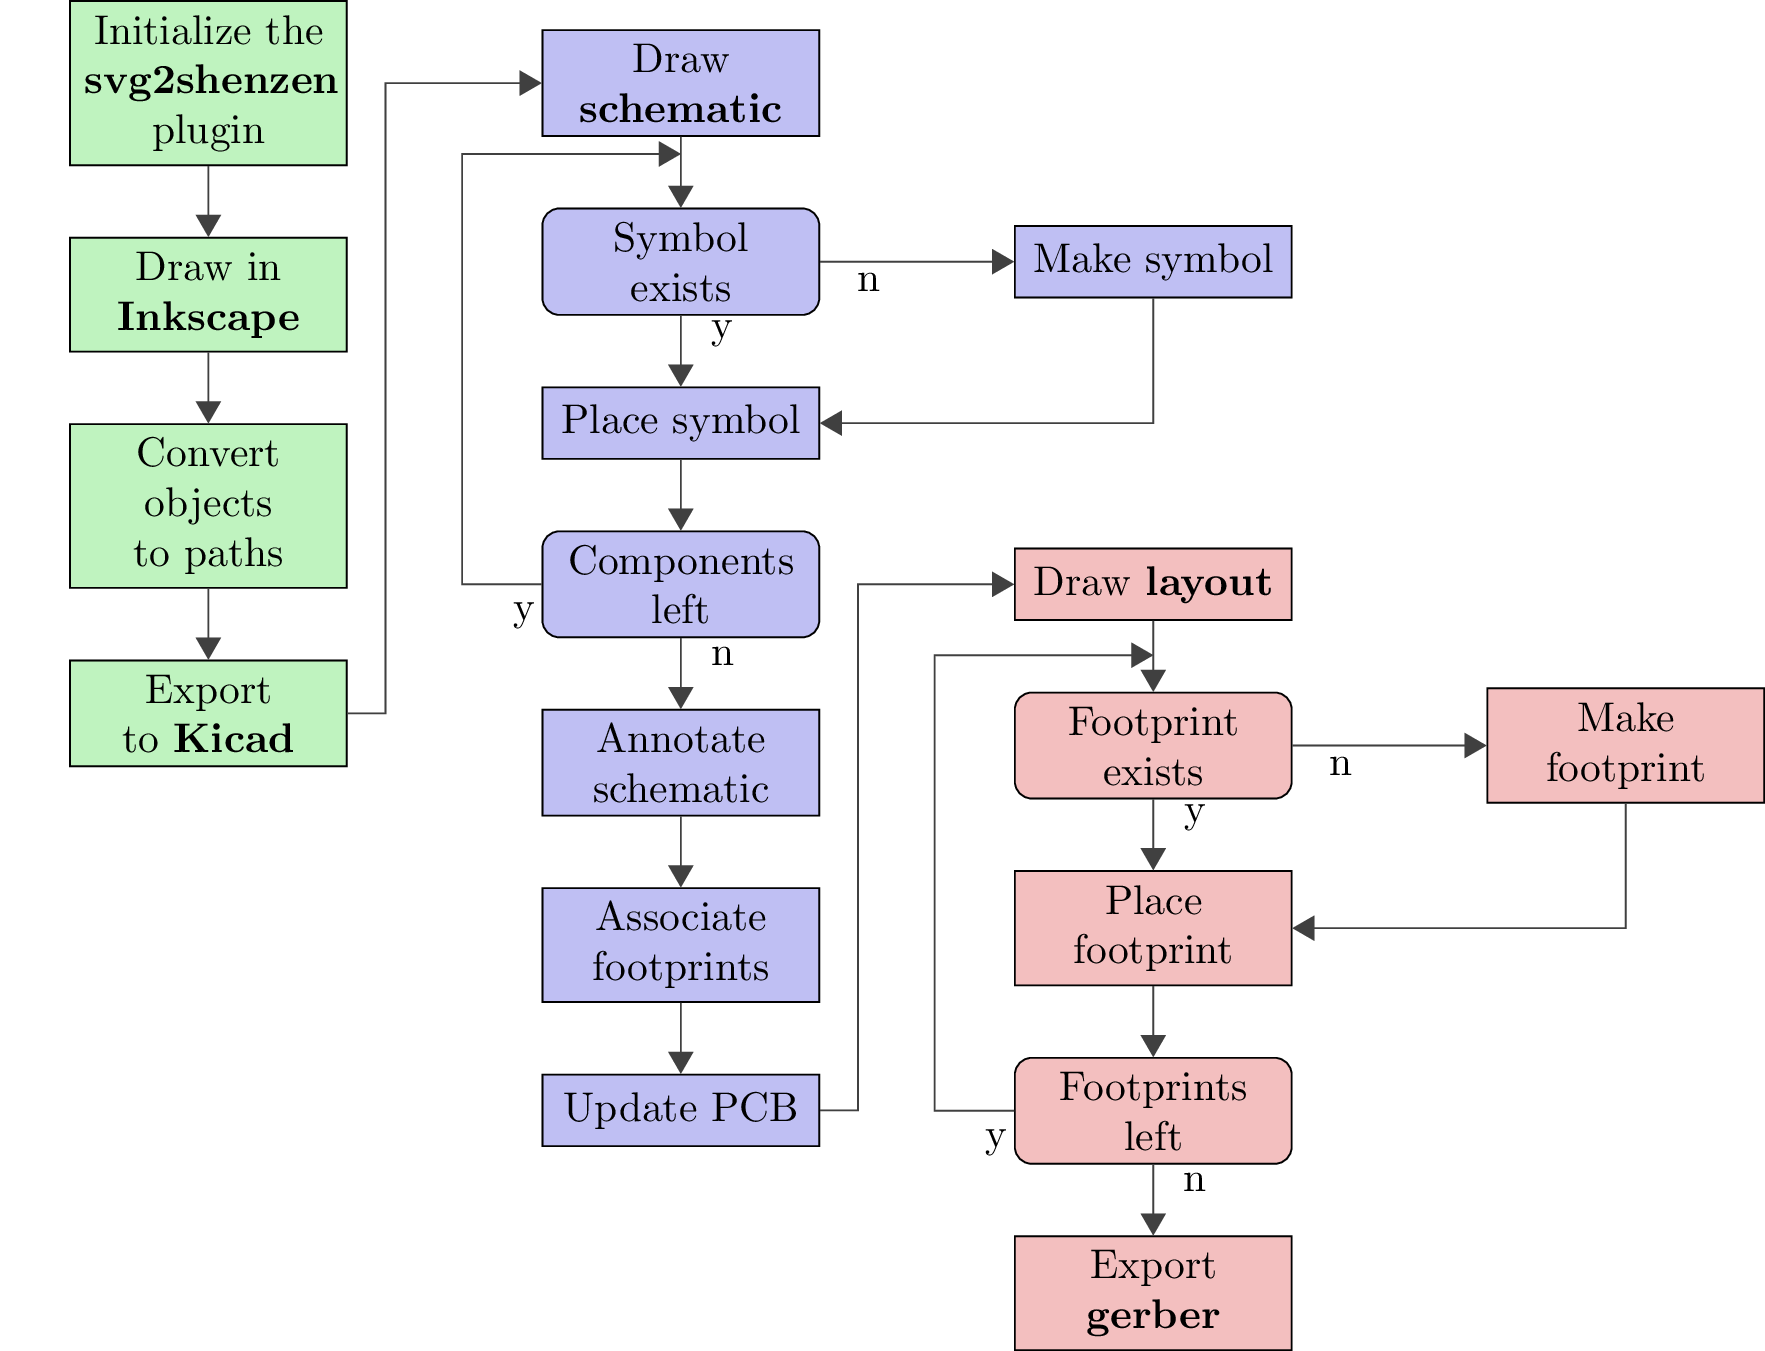 Initialize the
svg2shenzen
plugin
Draw in
Inkscape
Convert
objects
to paths
Export
to Kicad
Draw
schematic
Symbol
exists
n
y
Make symbol
Place symbol
Components
left
y
n
Annotate
schematic
Associate
footprints
Update PCB
Draw layout
Footprint
exists
n
y
Make
footprint
Place
footprint
Footprints
left
y
n
Export
gerber